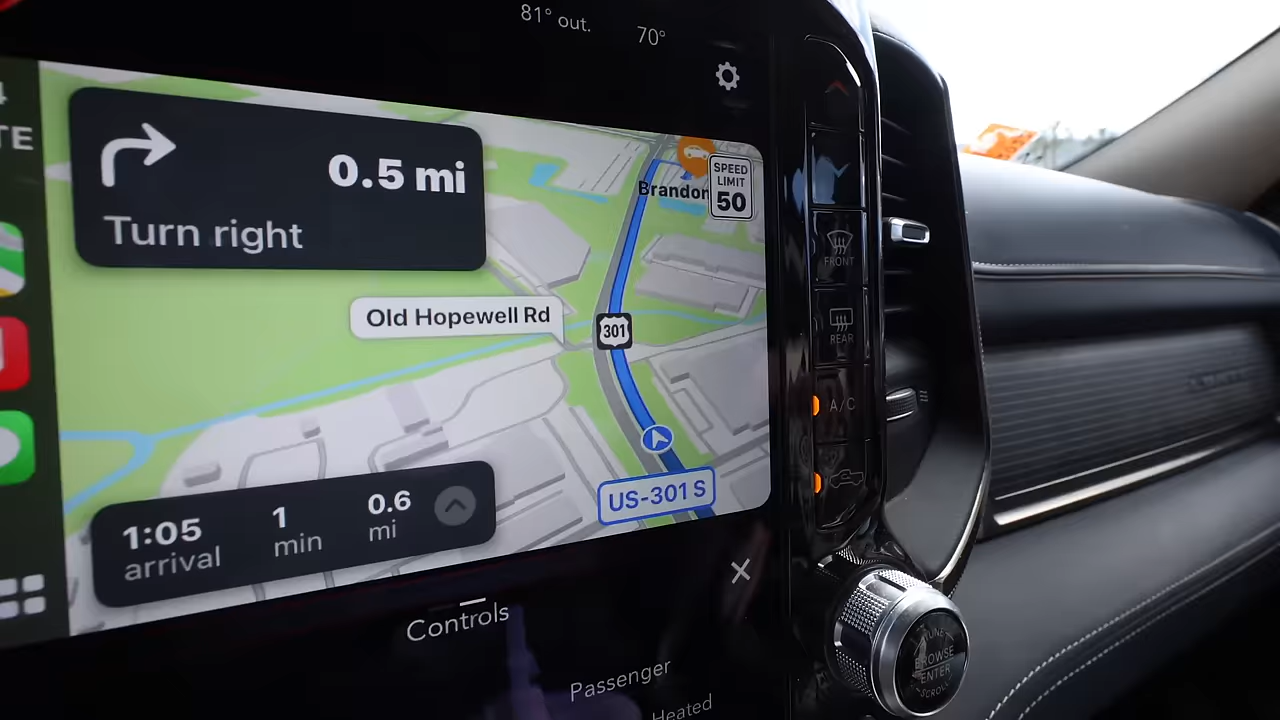 81° out.
70°
TE
0.5 mi
Turn right
Brandon
SPEED
LIMIT
50
Old Hopewell Rd
301
US-301 S
1:05
arrival
1
min
0.6
mi
Controls
Passenger
Heated
FRONT
REAR
A/C
TUNE
BROWSE
ENTER
SCROLL